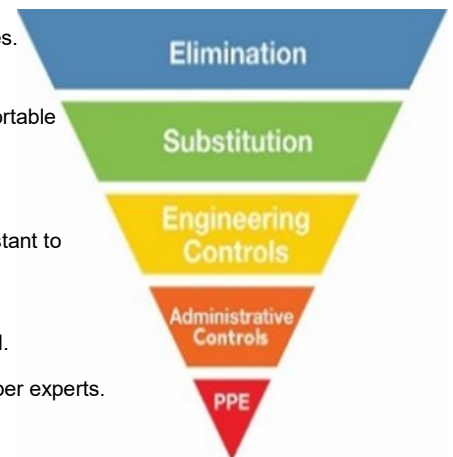 es.
Elimination
ortable
Substitution
Engineering
Controls
stant to
Administrative
Controls
l.
per experts.
PPE